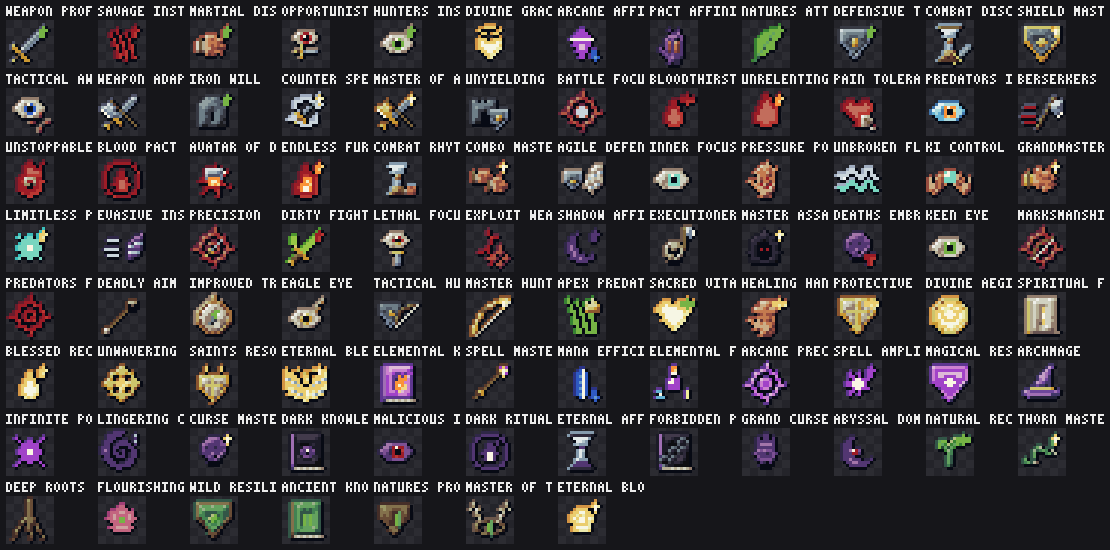 WEAPON PROF SAVAGE INST MARTIAL DIS OPPORTUNIST HUNTERS INS DIVINE GRAC ARCANE AFFI PACT AFFINI NATURES ATT DEFENSIVE T COMBAT DISC SHIELD MAST
TACTICAL AW WEAPON ADAP IRON WILL COUNTER SPE MASTER OF A UNYIELDING BATTLE FOCU BLOODTHIRST UNRELENTING PAIN TOLERA PREDATORS I BERSERKERS
UNSTOPPABLE BLOOD PACT AVATAR OF D ENDLESS FUR COMBAT RHYT COMBO MASTE AGILE DEFEN INNER FOCUS PRESSURE PO UNBROKEN FL KI CONTROL GRANDMASTER
LIMITLESS P EVASIVE INS PRECISION DIRTY FIGHT LETHAL FOCU EXPLOIT WEA SHADOW AFFI EXECUTIONER MASTER ASSA DEATHS EMBR KEEN EYE MARKSMANSHI
PREDATORS F DEADLY AIM IMPROVED TR EAGLE EYE TACTICAL HU MASTER HUNT APEX PREDAT SACRED VITA HEALING HAN PROTECTIVE DIVINE AEGI SPIRITUAL F
BLESSED REC UNWAVERING SAINTS RESO ETERNAL BLE ELEMENTAL K SPELL MASTE MANA EFFICI ELEMENTAL F ARCANE PREC SPELL AMPLI MAGICAL RES ARCHMAGE
INFINITE PO LINGERING C CURSE MASTE DARK KNOWLE MALICIOUS I DARK RITUAL ETERNAL AFF FORBIDDEN P GRAND CURSE ABYSSAL DOM NATURAL REC THORN MASTE
DEEP ROOTS FLOURISHING WILD RESILI ANCIENT KNO NATURES PRO MASTER OF T ETERNAL BLO